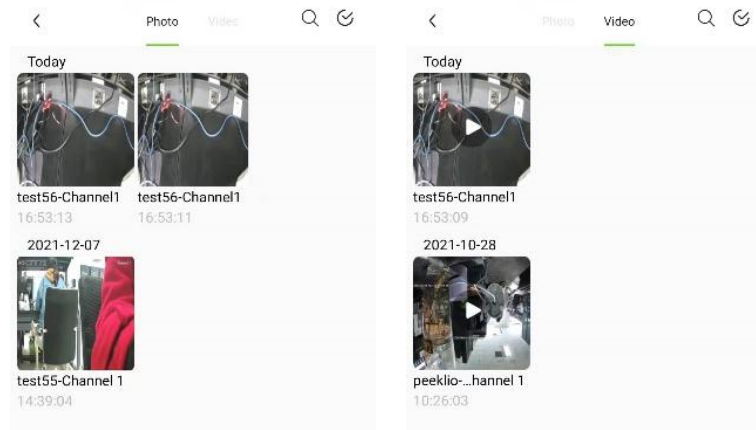 Photo Video
Today
test56-Channel1 test56-Channel1
16:53:13 16:53:11
2021-12-07
test55-Channel 1
14:39:04
Photo Video
Today
test56-Channel1
16:53:09
2021-10-28
peeklio-...hannel 1
10:26:03